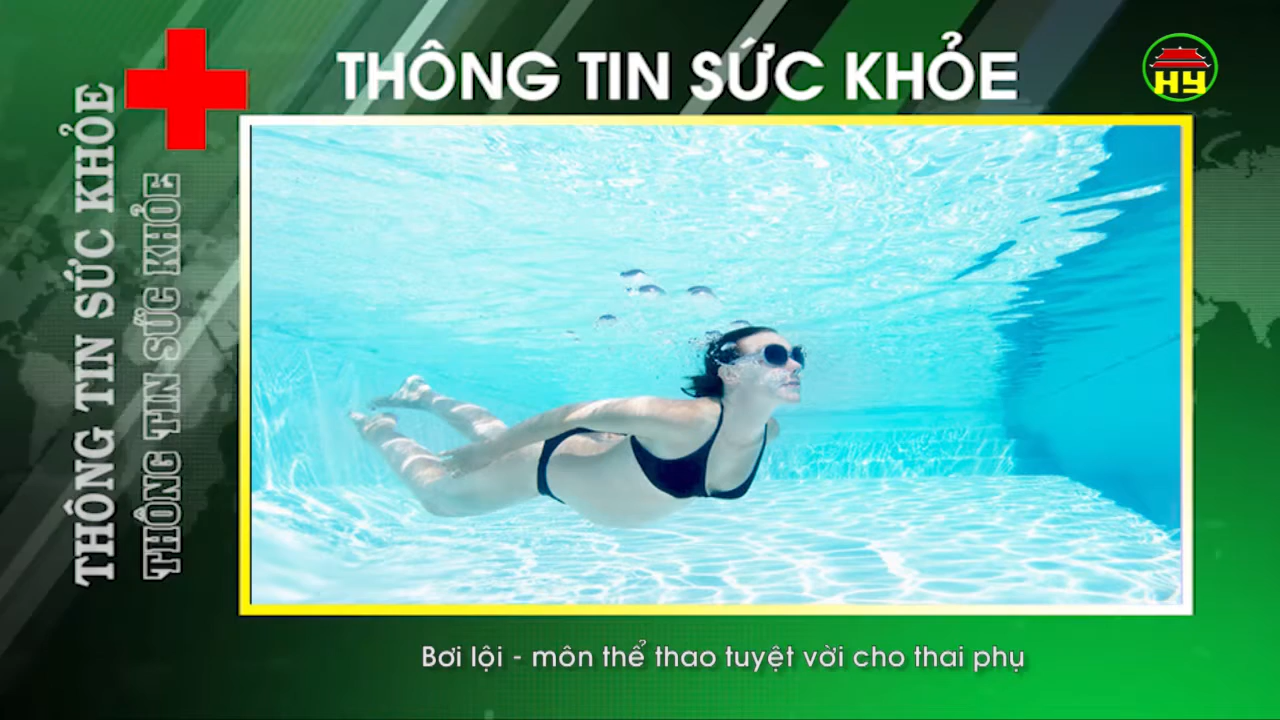 THÔNG TIN SỨC KHỎE
HY
THÔNG TIN SỨC KHỎE
THÔNG TIN SỨC KHỎE
Bơi lội - môn thể thao tuyệt vời cho thai phụ